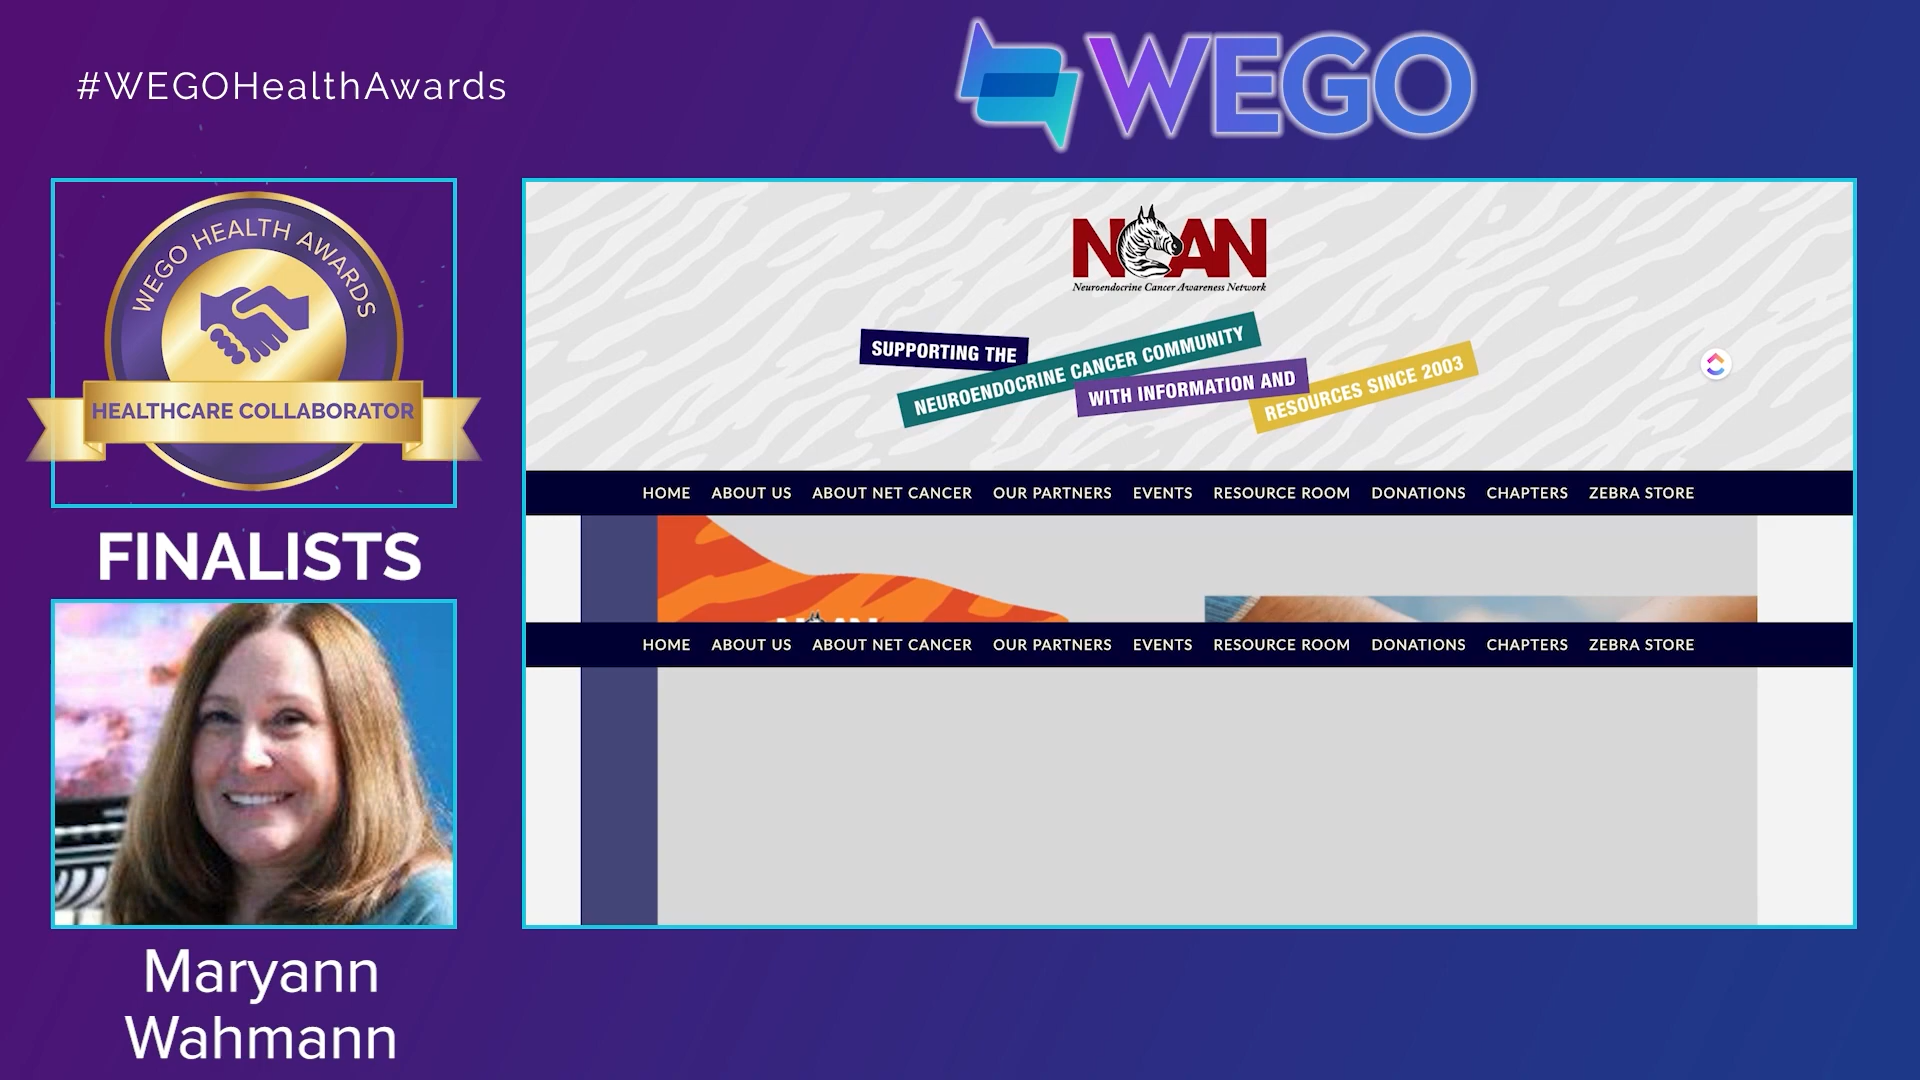 #WEGOHealthAwards
WEGO
WEGO HEALTH AWARDS
HEALTHCARE COLLABORATOR
FINALISTS
Maryann
Wahmann
NCAN
Neuroendocrine Cancer Awareness Network
SUPPORTING THE
NEUROENDOCRINE CANCER COMMUNITY
WITH INFORMATION AND
RESOURCES SINCE 2003
HOME ABOUT US ABOUT NET CANCER OUR PARTNERS EVENTS RESOURCE ROOM DONATIONS CHAPTERS ZEBRA STORE
HOME ABOUT US ABOUT NET CANCER OUR PARTNERS EVENTS RESOURCE ROOM DONATIONS CHAPTERS ZEBRA STORE